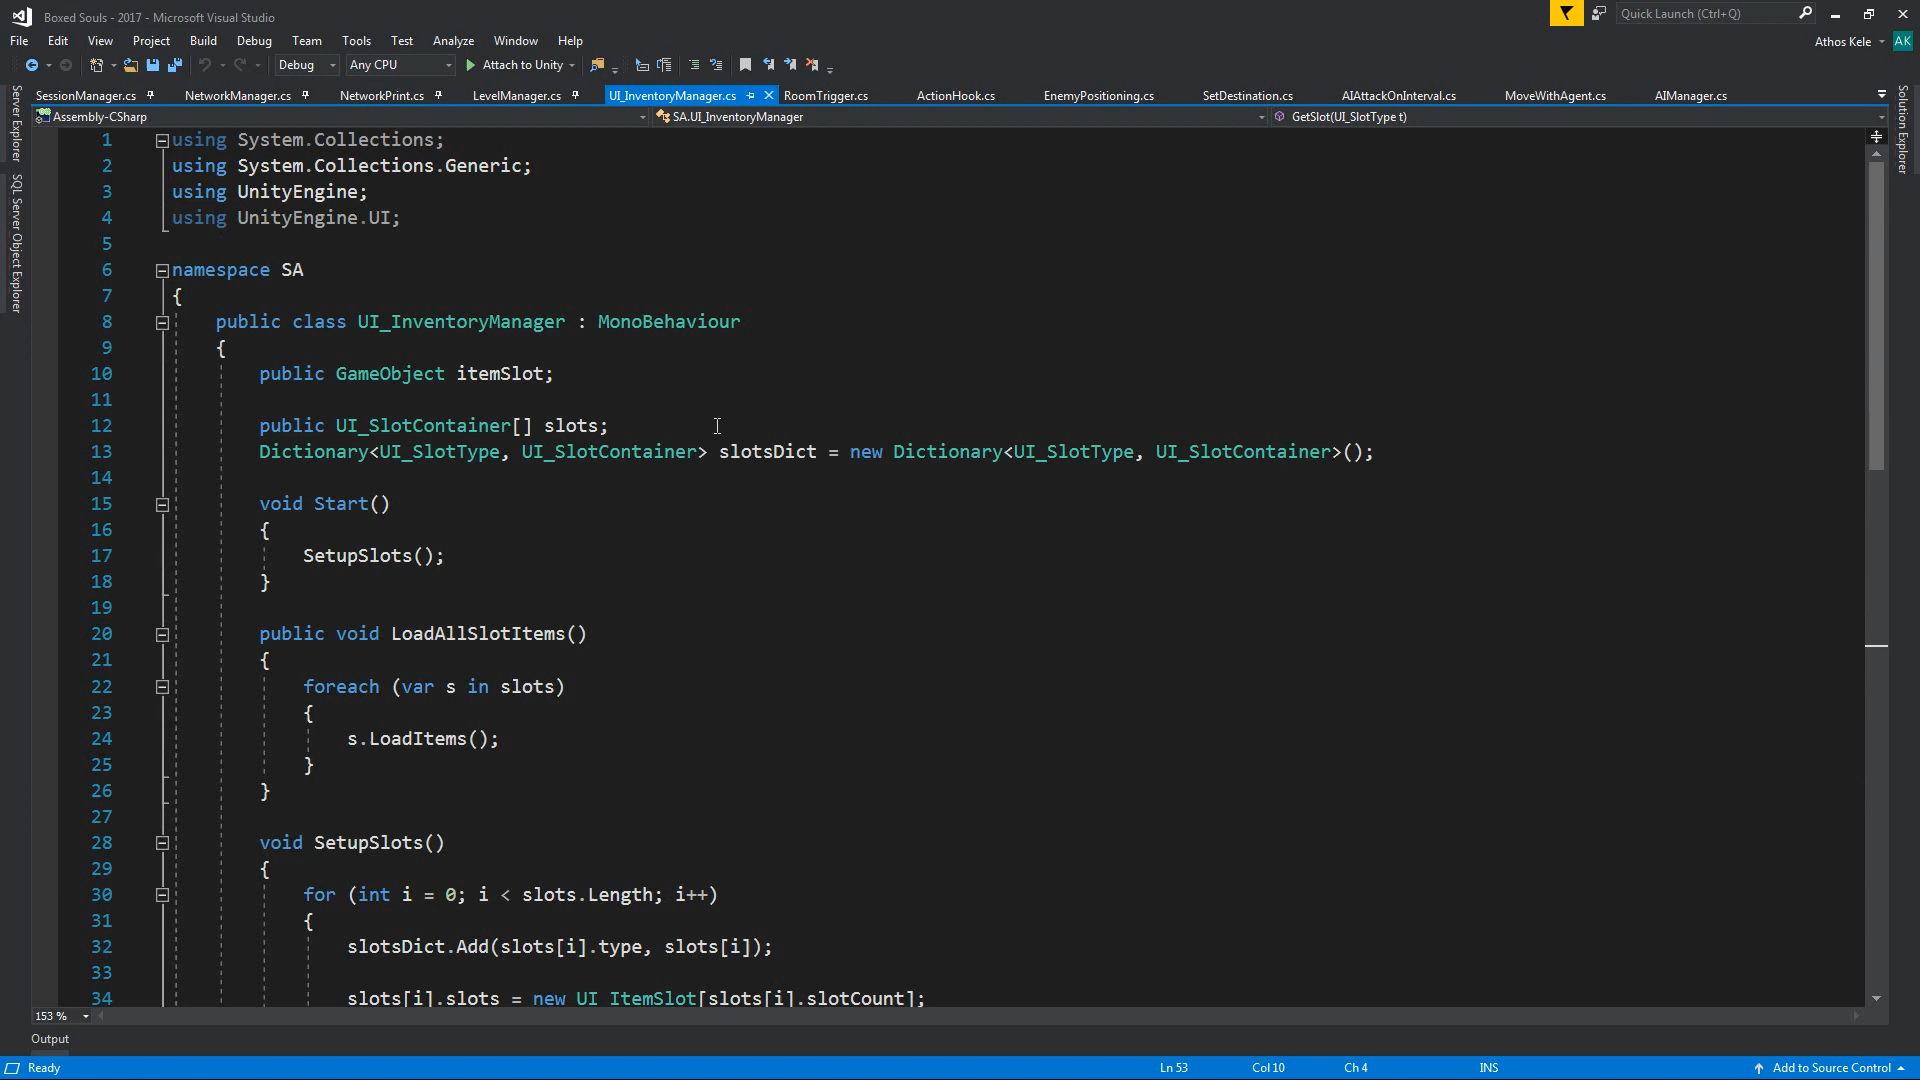 Boxed Souls - 2017 - Microsoft Visual Studio
Quick Launch (Ctrl+Q)
File Edit View Project Build Debug Team Tools Test Analyze Window Help
Athos Kele AK
Debug Any CPU Attach to Unity
SessionManager.cs NetworkManager.cs NetworkPrint.cs LevelManager.cs UI_InventoryManager.cs RoomTrigger.cs ActionHook.cs EnemyPositioning.cs SetDestination.cs AIAttackOnInterval.cs MoveWithAgent.cs AIManager.cs
Assembly-CSharp SA.UI_InventoryManager GetSlot(UI_SlotType t)
Server Explorer
SQL Server Object Explorer
Solution Explorer
1 using System.Collections;
2 using System.Collections.Generic;
3 using UnityEngine;
4 using UnityEngine.UI;
5
6 namespace SA
7 {
8 public class UI_InventoryManager : MonoBehaviour
9 {
10 public GameObject itemSlot;
11
12 public UI_SlotContainer[] slots;
13 Dictionary<UI_SlotType, UI_SlotContainer> slotsDict = new Dictionary<UI_SlotType, UI_SlotContainer>();
14
15 void Start()
16 {
17 SetupSlots();
18 }
19
20 public void LoadAllSlotItems()
21 {
22 foreach (var s in slots)
23 {
24 s.LoadItems();
25 }
26 }
27
28 void SetupSlots()
29 {
30 for (int i = 0; i < slots.Length; i++)
31 {
32 slotsDict.Add(slots[i].type, slots[i]);
33
34 slots[i].slots = new UI_ItemSlot[slots[i].slotCount];
153 %
Output
Ready Ln 53 Col 10 Ch 4 INS Add to Source Control